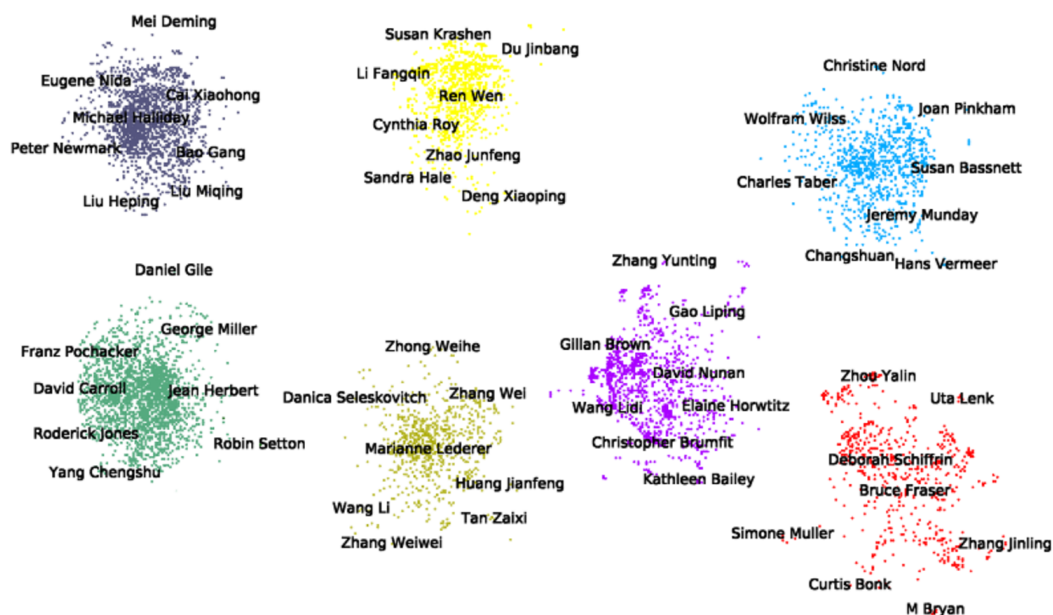 Mei Deming
Eugene Nida
Cai Xiaohong
Michael Halliday
Peter Newmark
Bao Gang
Liu Miqing
Liu Heping
Susan Krashen
Du Jinbang
Li Fangqin
Ren Wen
Cynthia Roy
Zhao Junfeng
Sandra Hale
Deng Xiaoping
Christine Nord
Joan Pinkham
Wolfram Wilss
Susan Bassnett
Charles Taber
Jeremy Munday
Changshuan
Hans Vermeer
Daniel Gile
George Miller
Franz Pochacker
David Carroll
Jean Herbert
Roderick Jones
Robin Setton
Yang Chengshu
Zhong Weihe
Danica Seleskovitch
Zhang Wei
Marianne Lederer
Huang Jianfeng
Wang Li
Tan Zaixi
Zhang Weiwei
Zhang Yunting
Gao Liping
Gillan Brown
David Nunan
Wang Lidi
Elaine Horwtitz
Christopher Brumfit
Kathleen Bailey
Zhou Yalin
Uta Lenk
Deborah Schiffrin
Bruce Fraser
Simone Muller
Zhang Jinling
Curtis Bonk
M Bryan